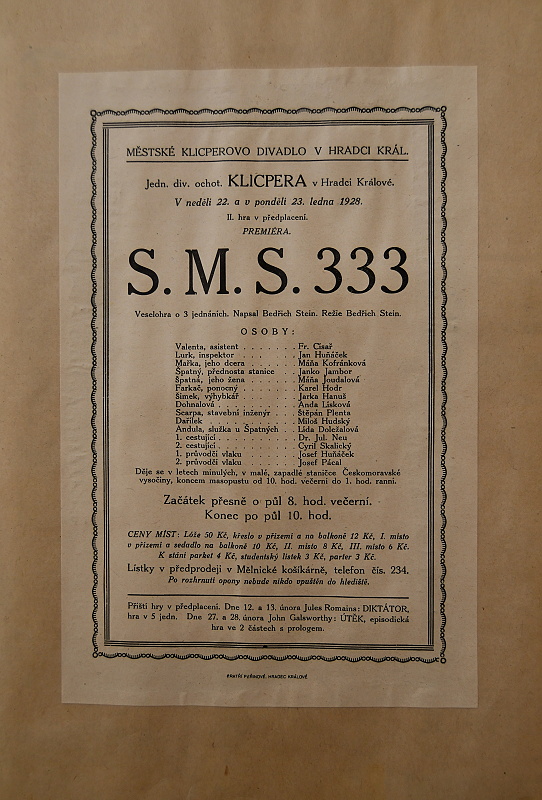 MĚSTSKÉ KLICPEROVO DIVADLO V HRADCI KRÁL.
Jedn. div. ochot. KLICPERA v Hradci Králové.
V neděli 22. a v pondělí 23. ledna 1928.
II. hra v předplacení.
PREMIÉRA.
S. M. S. 333
Veselohra o 3 jednáních. Napsal Bedřich Stein. Režie Bedřich Stein.
OSOBY:
Valenta, asistent . . . . . . . Fr. Císař
Lurk, inspektor . . . . . . . Jan Huňáček
Mařka, jeho dcera . . . . . . Máňa Kofránková
Špatný, přednosta stanice . . Janko Jambor
Špatná, jeho žena . . . . . . Máňa Joudalová
Farkač, ponocný . . . . . . . Karel Hodr
Šimek, výhybkář . . . . . . . Jarka Hanuš
Dohnalová . . . . . . . . . . Anda Lisková
Scarpa, stavební inženýr . . . Štěpán Plenta
Dařílek . . . . . . . . . . . Miloš Hudský
Andula, služka u Špatných . . Lída Doležalová
1. cestující . . . . . . . . . Dr. Jul. Neu
2. cestující . . . . . . . . . Cyril Skalický
1. průvodčí vlaku . . . . . . Josef Huňáček
2. průvodčí vlaku . . . . . . Josef Pácal
Děje se v letech minulých, v malé, zapadlé staničce Českomoravské
vysočiny, koncem masopustu od 10. hod. večerní do 1. hod. ranní.
Začátek přesně o půl 8. hod. večerní.
Konec po půl 10. hod.
CENY MÍST: Lóže 50 Kč, křeslo v přízemí a na balkoně 12 Kč, I. místo
v přízemí a sedadlo na balkoně 10 Kč, II. místo 8 Kč, III. místo 6 Kč.
K stání parket 4 Kč, studentský lístek 3 Kč, parter 3 Kč.
Lístky v předprodeji v Mělnické košíkárně, telefon čís. 234.
Po rozhrnutí opony nebude nikdo vpuštěn do hlediště.
Příští hry v předplacení. Dne 12. a 13. února Jules Romains: DIKTÁTOR,
hra v 5 jedn. Dne 27. a 28. února John Galsworthy: ÚTĚK, episodická
hra ve 2 částech s prologem.
BRATŘI PEŘINOVÉ, HRADEC KRÁLOVÉ